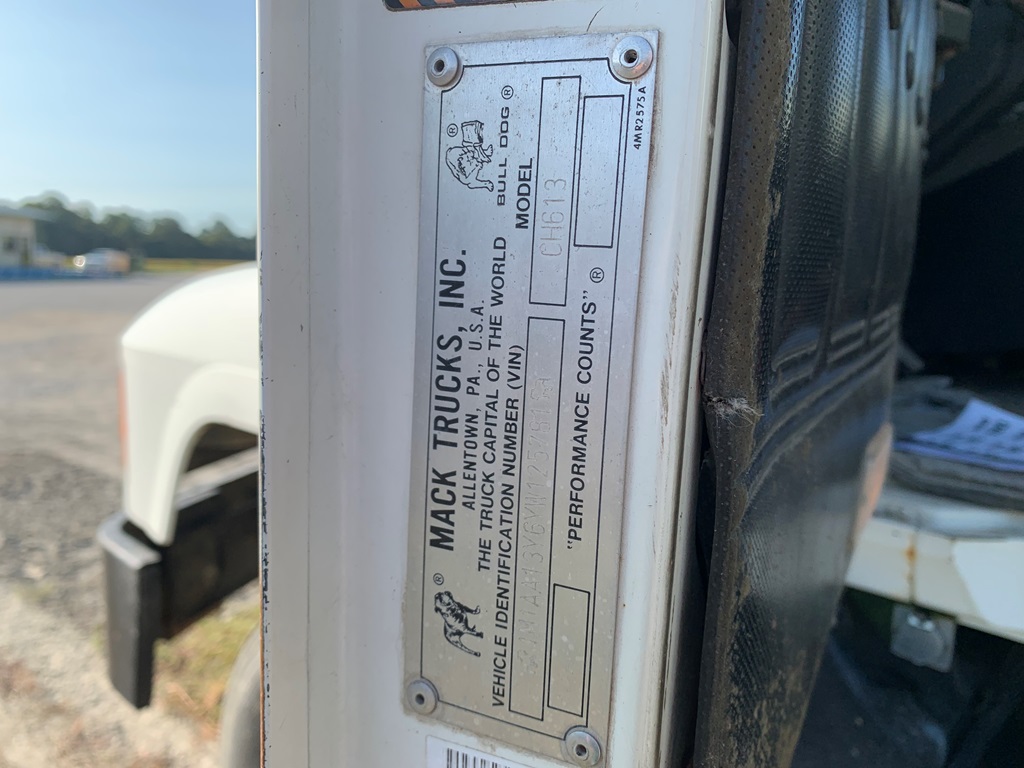 MACK TRUCKS, INC.
ALLENTOWN, PA., U.S.A.
THE TRUCK CAPITAL OF THE WORLD
BULL DOG ®
®
®
VEHICLE IDENTIFICATION NUMBER (VIN)
MODEL
CH613
"PERFORMANCE COUNTS" ®
4MR2575A